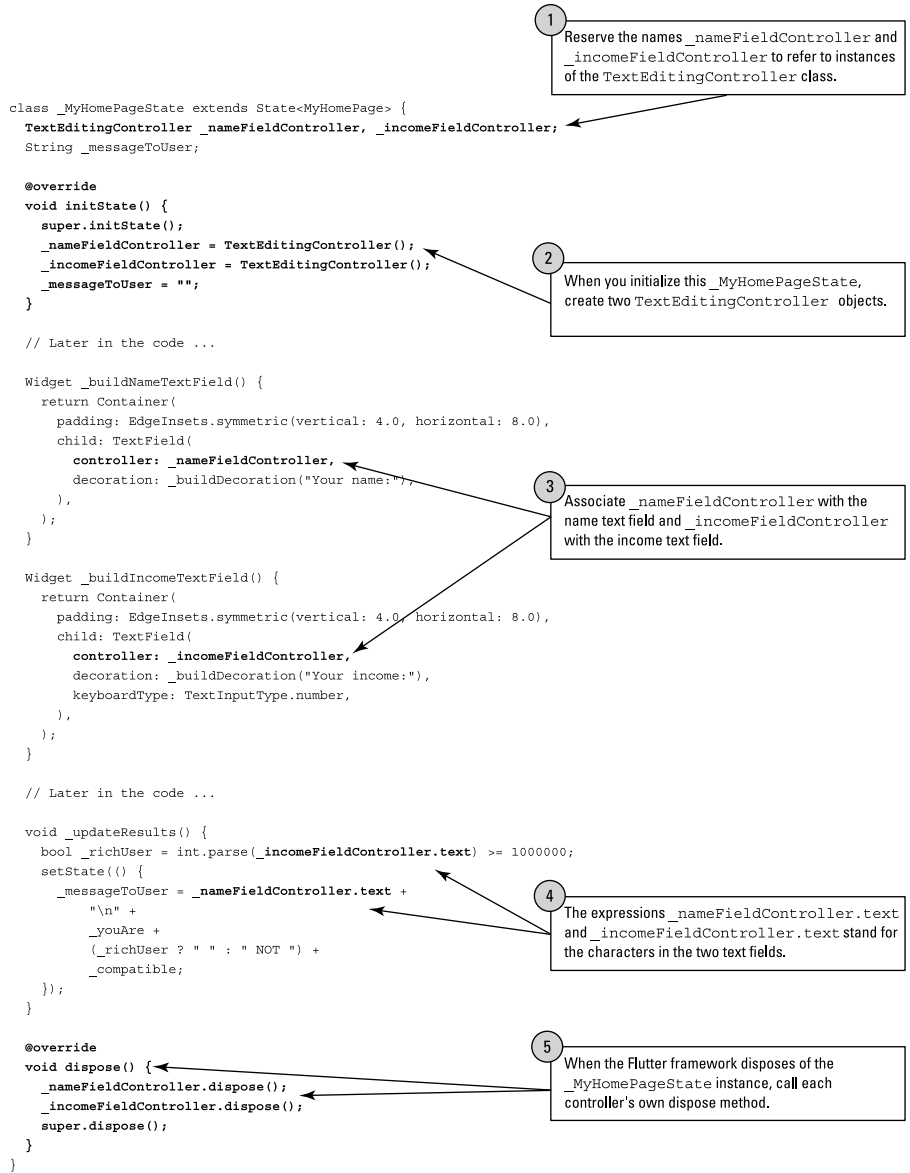 1
Reserve the names _nameFieldController and
_incomeFieldController to refer to instances
of the TextEditingController class.
class _MyHomePageState extends State<MyHomePage> {
  TextEditingController _nameFieldController, _incomeFieldController;
  String _messageToUser;

  @override
  void initState() {
    super.initState();
    _nameFieldController = TextEditingController();
    _incomeFieldController = TextEditingController();
    _messageToUser = "";
  }
2
When you initialize this _MyHomePageState,
create two TextEditingController objects.

  // Later in the code ...

  Widget _buildNameTextField() {
    return Container(
      padding: EdgeInsets.symmetric(vertical: 4.0, horizontal: 8.0),
      child: TextField(
        controller: _nameFieldController,
        decoration: _buildDecoration("Your name:"),
      ),
    );
  }
3
Associate _nameFieldController with the
name text field and _incomeFieldController
with the income text field.

  Widget _buildIncomeTextField() {
    return Container(
      padding: EdgeInsets.symmetric(vertical: 4.0, horizontal: 8.0),
      child: TextField(
        controller: _incomeFieldController,
        decoration: _buildDecoration("Your income:"),
        keyboardType: TextInputType.number,
      ),
    );
  }

  // Later in the code ...

  void _updateResults() {
    bool _richUser = int.parse(_incomeFieldController.text) >= 1000000;
    setState(() {
      _messageToUser = _nameFieldController.text +
          "\n" +
          _youAre +
          (_richUser ? " " : " NOT ") +
          _compatible;
    });
  }
4
The expressions _nameFieldController.text
and _incomeFieldController.text stand for
the characters in the two text fields.

  @override
  void dispose() {
    _nameFieldController.dispose();
    _incomeFieldController.dispose();
    super.dispose();
  }
}
5
When the Flutter framework disposes of the
_MyHomePageState instance, call each
controller's own dispose method.